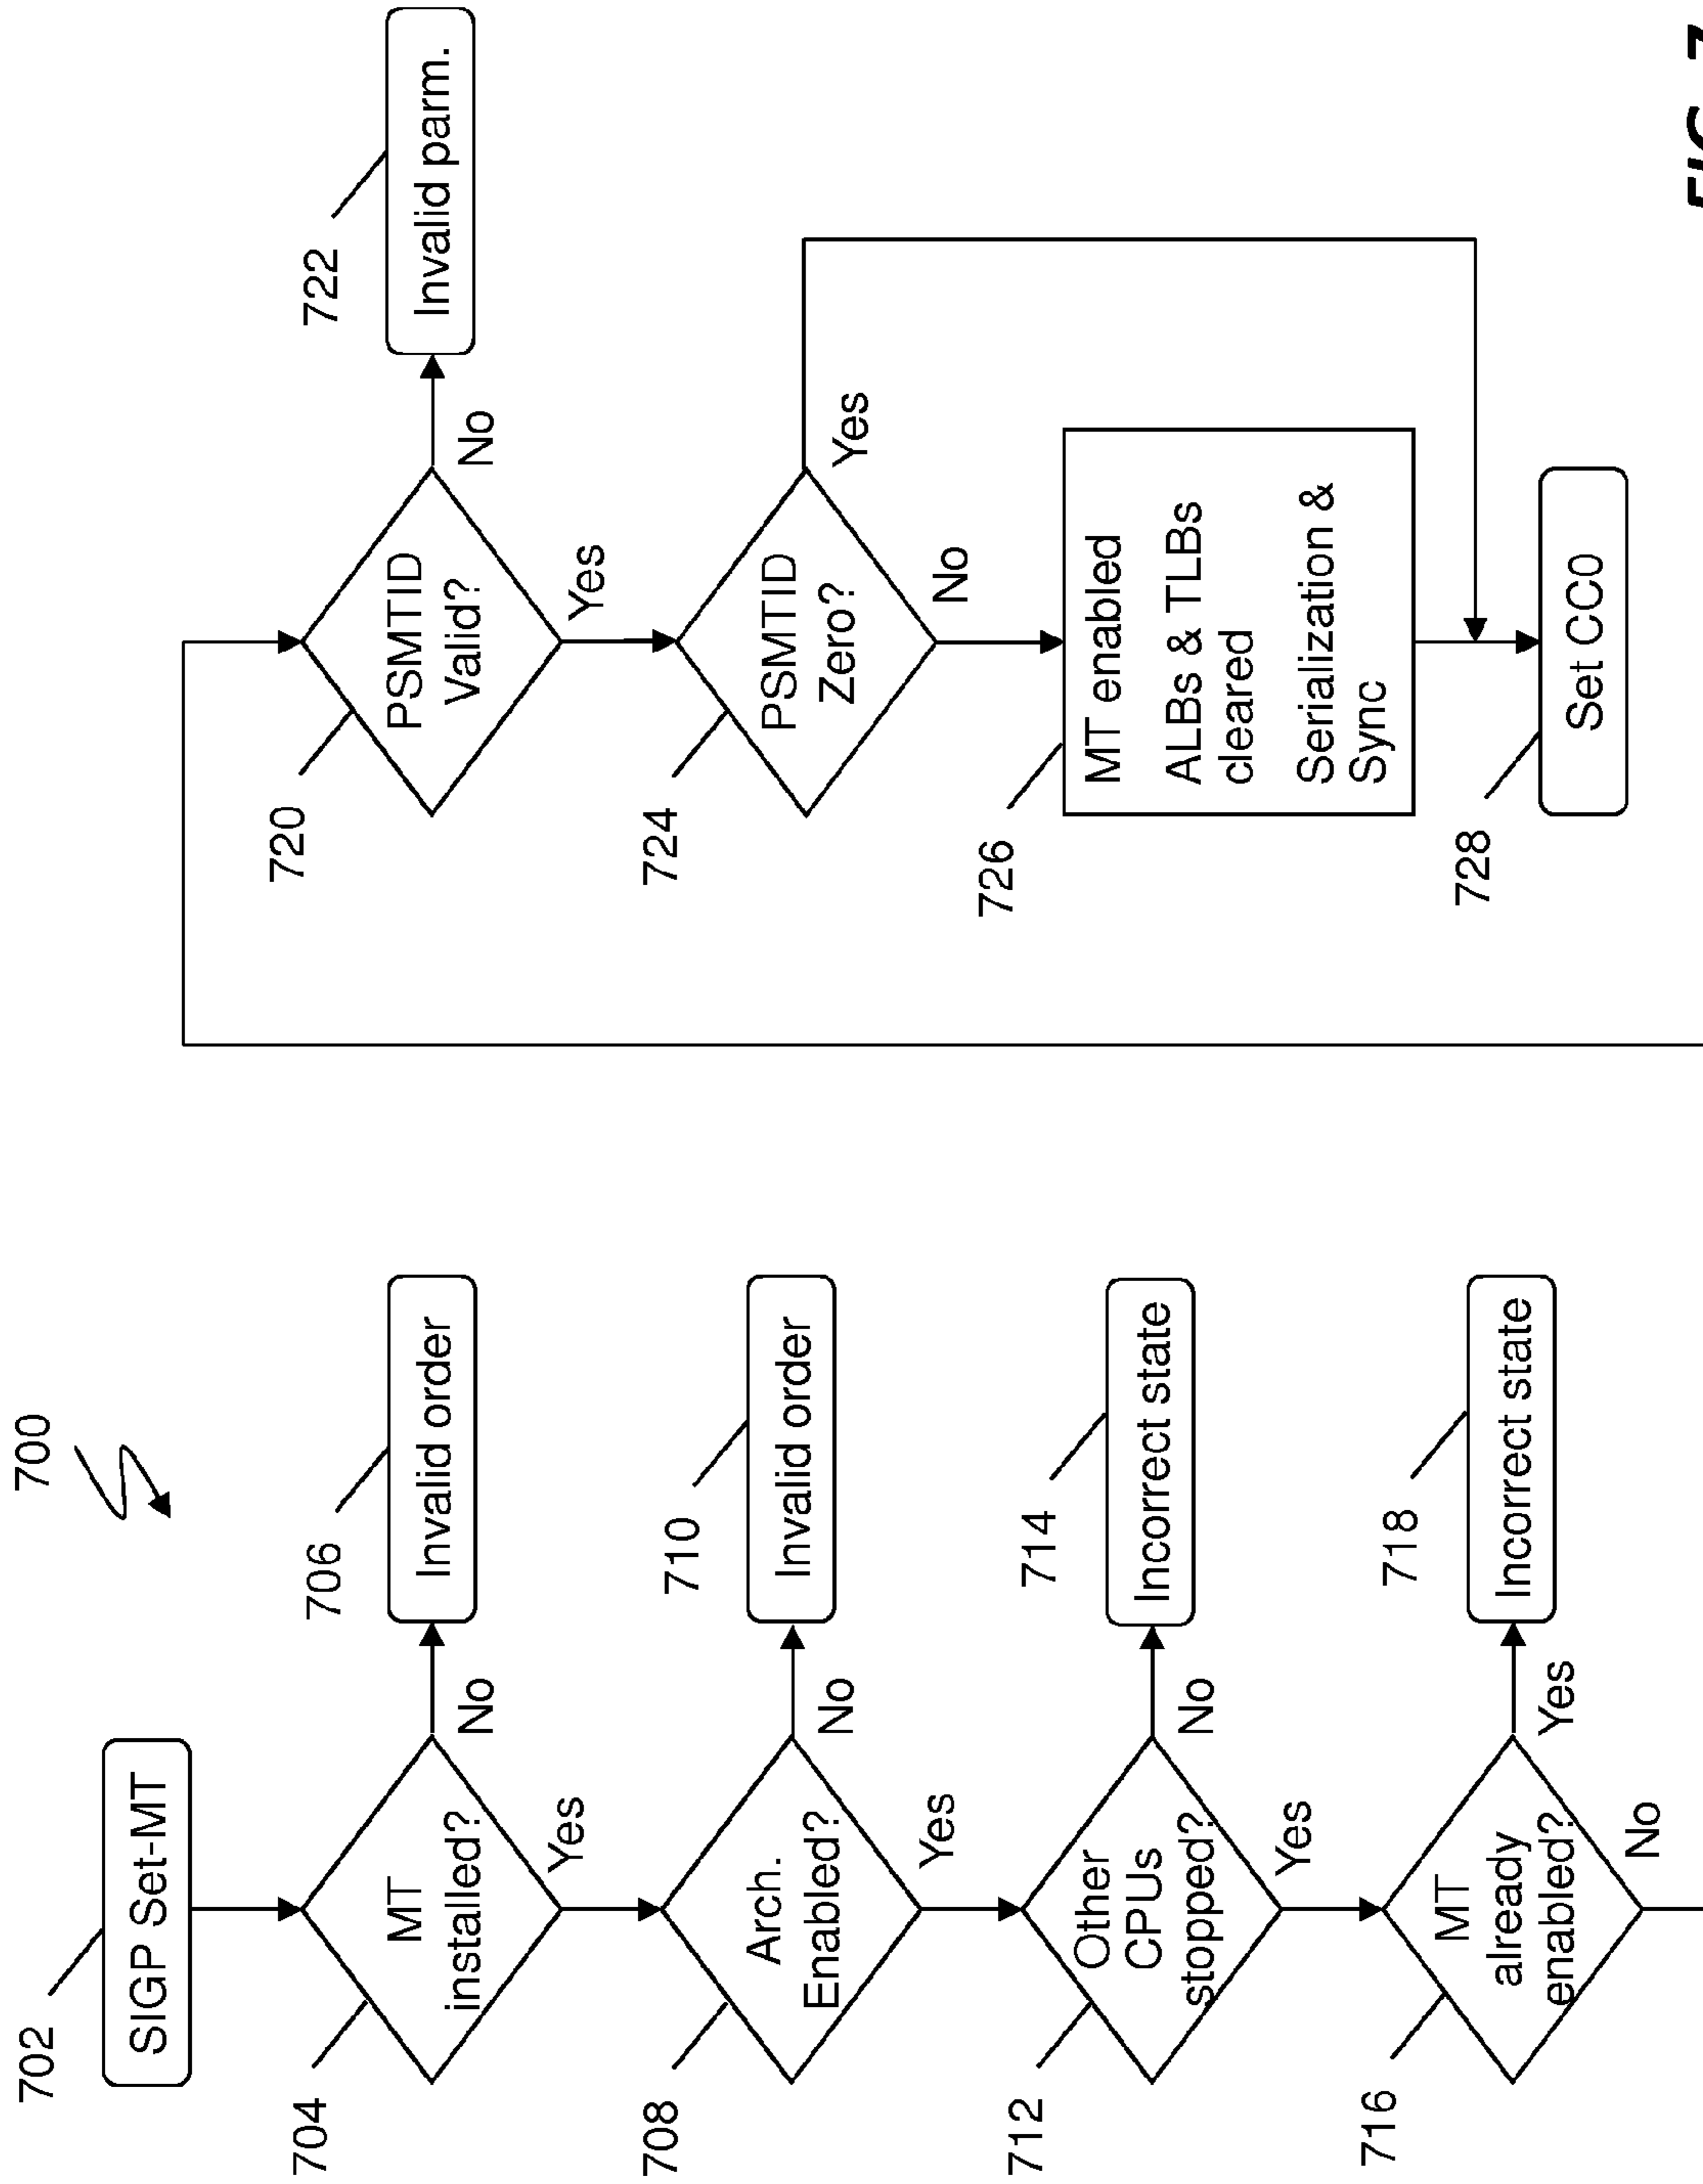 700
702
SIGP Set-MT
704
MT
installed?
No
706
Invalid order
Yes
708
Arch.
Enabled?
No
710
Invalid order
Yes
712
Other
CPUs
stopped?
No
714
Incorrect state
Yes
716
MT
already
enabled?
Yes
718
Incorrect state
No
720
PSMTID
Valid?
No
722
Invalid parm.
Yes
724
PSMTID
Zero?
Yes
No
726
MT enabled
ALBs & TLBs
cleared
Serialization &
Sync
728
Set CC0
FIG. 7